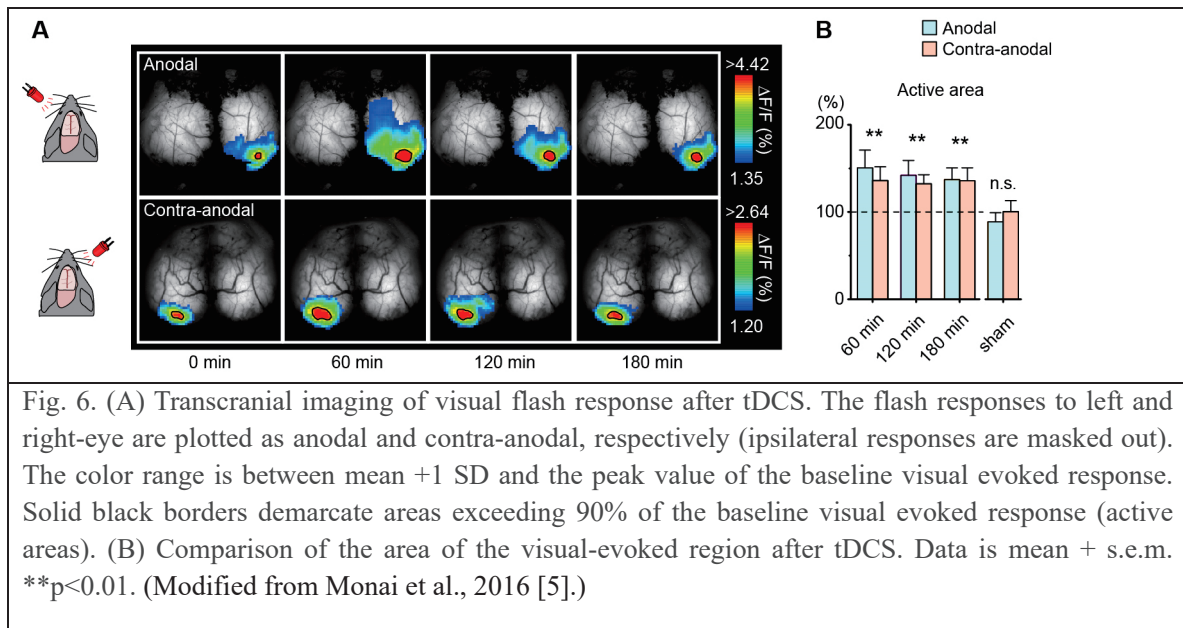 A
B
Anodal
Contra-anodal
Anodal
>4.42
ΔF/F (%)
1.35
Contra-anodal
>2.64
ΔF/F (%)
1.20
0 min
60 min
120 min
180 min
Active area
(%)
200
100
0
**
**
**
n.s.
60 min
120 min
180 min
sham
Fig. 6. (A) Transcranial imaging of visual flash response after tDCS. The flash responses to left and
right-eye are plotted as anodal and contra-anodal, respectively (ipsilateral responses are masked out).
The color range is between mean +1 SD and the peak value of the baseline visual evoked response.
Solid black borders demarcate areas exceeding 90% of the baseline visual evoked response (active
areas). (B) Comparison of the area of the visual-evoked region after tDCS. Data is mean + s.e.m.
**p<0.01. (Modified from Monai et al., 2016 [5].)